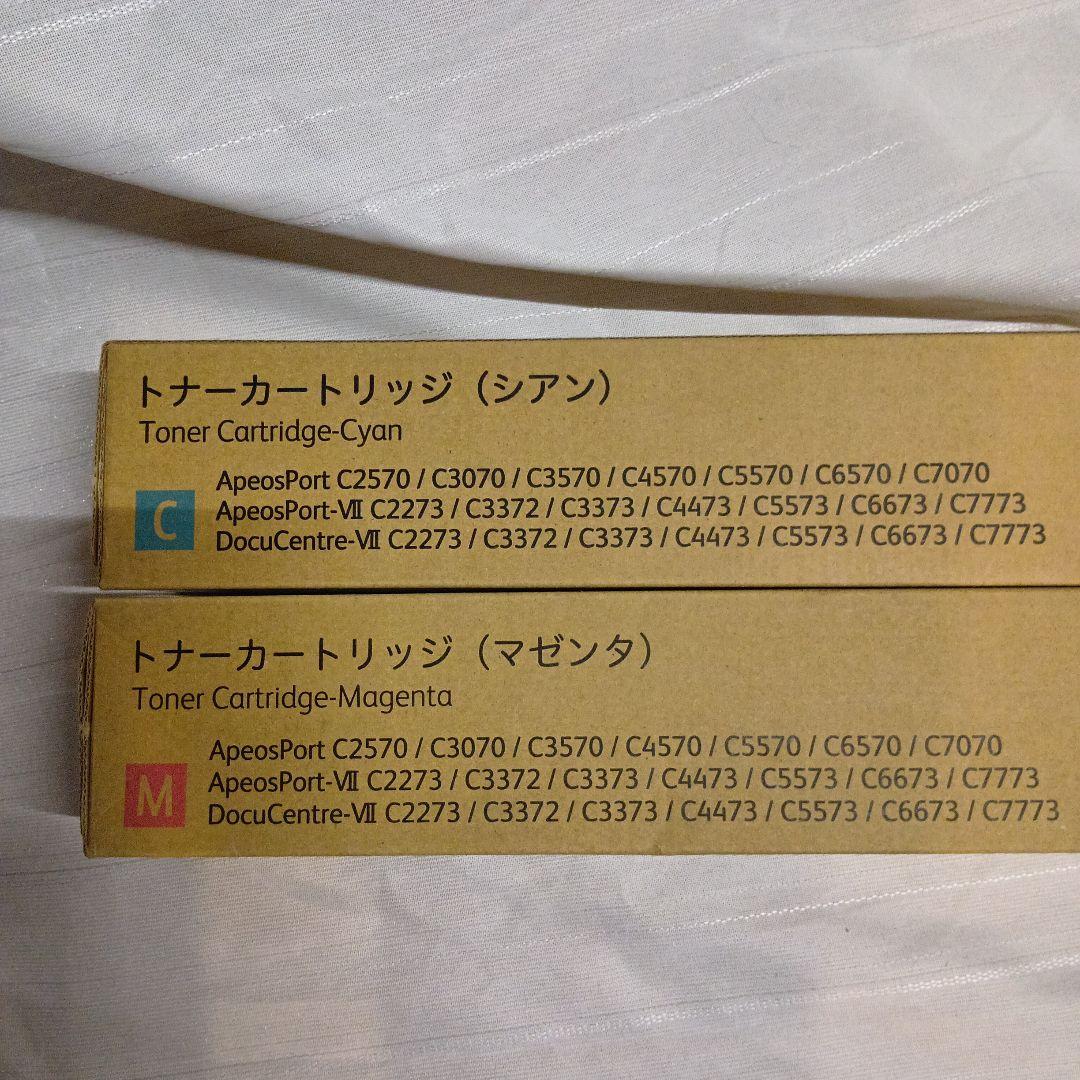 トナーカートリッジ（シアン）
Toner Cartridge-Cyan
C
ApeosPort C2570 / C3070 / C3570 / C4570 / C5570 / C6570 / C7070
ApeosPort-Ⅶ C2273 / C3372 / C3373 / C4473 / C5573 / C6673 / C7773
DocuCentre-Ⅶ C2273 / C3372 / C3373 / C4473 / C5573 / C6673 / C7773
トナーカートリッジ（マゼンタ）
Toner Cartridge-Magenta
M
ApeosPort C2570 / C3070 / C3570 / C4570 / C5570 / C6570 / C7070
ApeosPort-Ⅶ C2273 / C3372 / C3373 / C4473 / C5573 / C6673 / C7773
DocuCentre-Ⅶ C2273 / C3372 / C3373 / C4473 / C5573 / C6673 / C7773